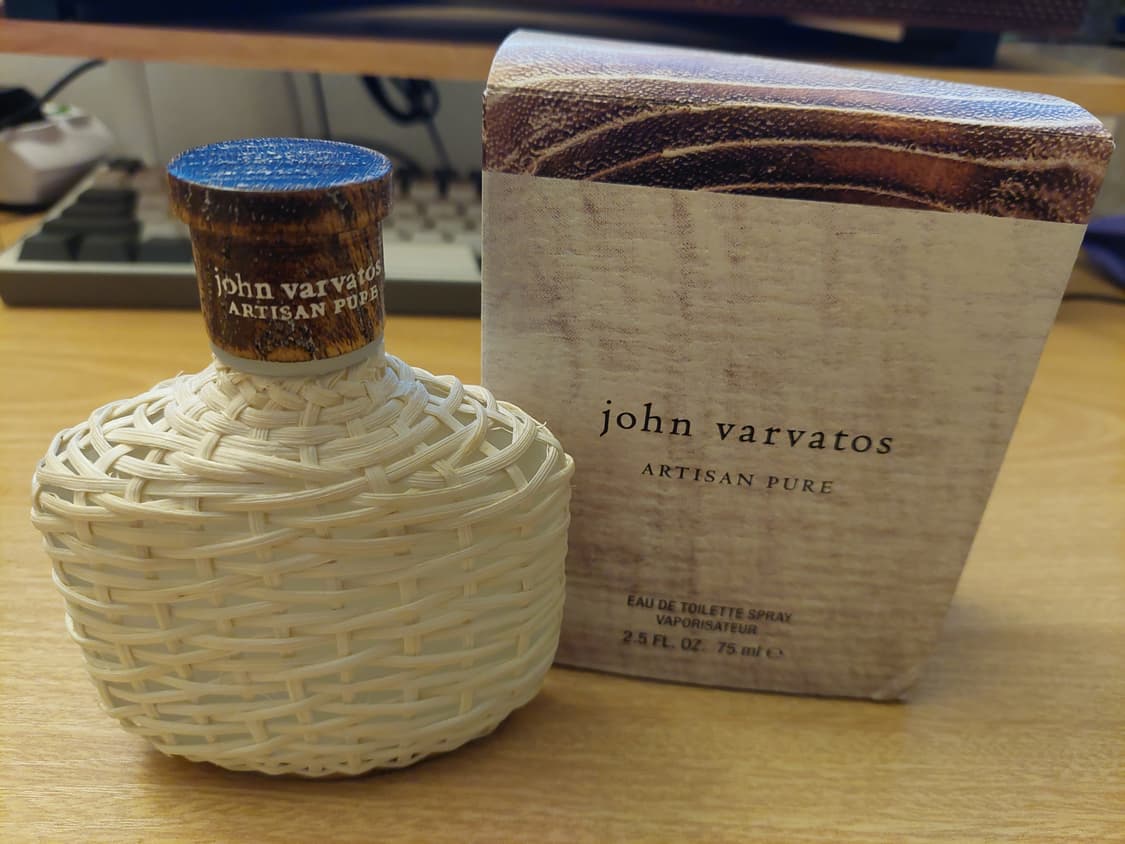 john varvatos
ARTISAN PURE
john varvatos
ARTISAN PURE
EAU DE TOILETTE SPRAY
VAPORISATEUR
2.5 FL. OZ. 75 ml ℮